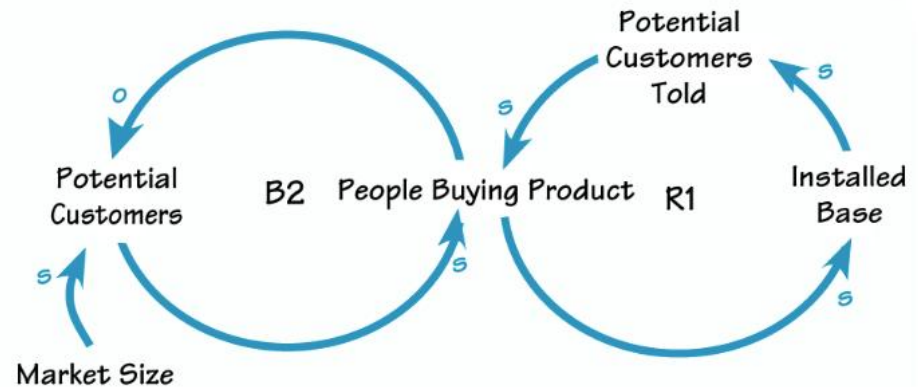 Potential
Customers
Told
s
s
o
Potential
Customers
B2
People Buying Product
R1
Installed
Base
s
s
s
Market Size